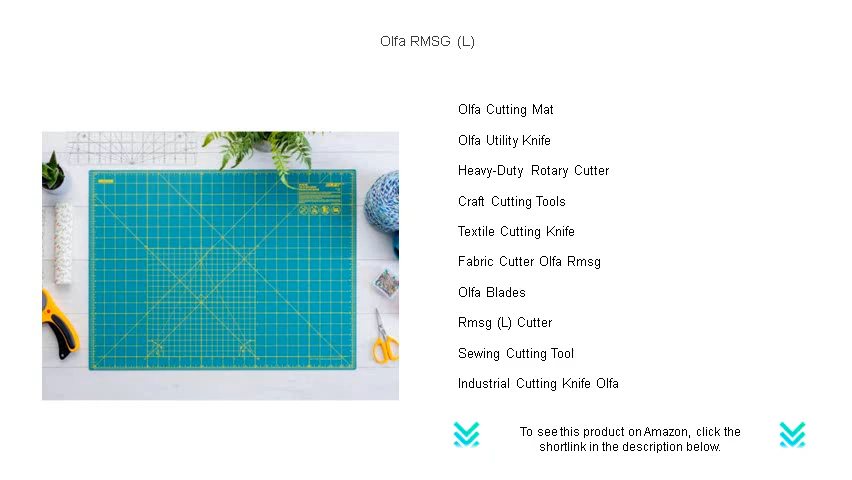 Olfa RMSG (L)
Olfa Cutting Mat
Olfa Utility Knife
Heavy-Duty Rotary Cutter
Craft Cutting Tools
Textile Cutting Knife
Fabric Cutter Olfa Rmsg
Olfa Blades
Rmsg (L) Cutter
Sewing Cutting Tool
Industrial Cutting Knife Olfa
To see this product on Amazon, click the
shortlink in the description below.